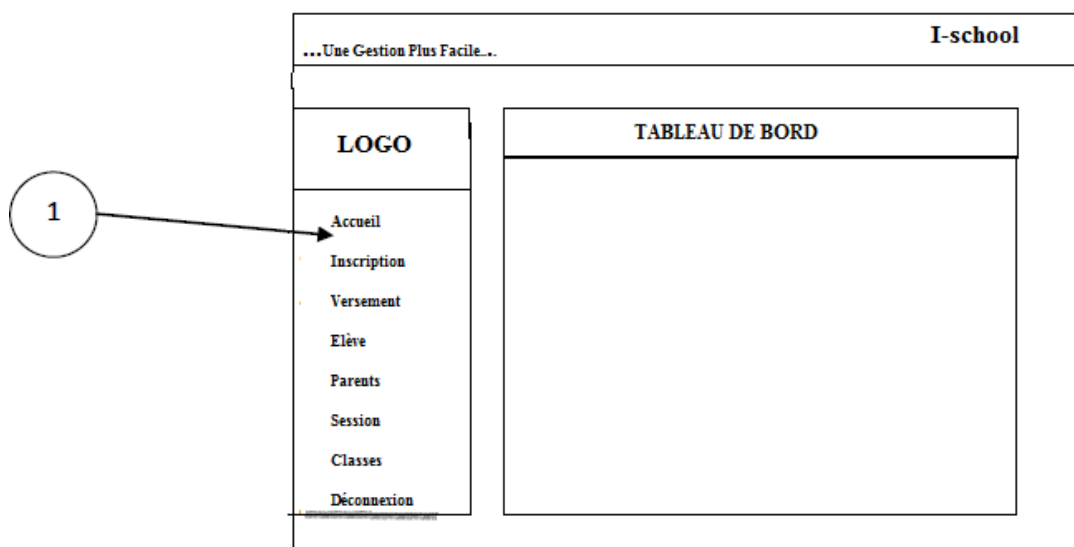 I-school
...Une Gestion Plus Facile...
LOGO
TABLEAU DE BORD
1
Accueil
Inscription
Versement
Elève
Parents
Session
Classes
Déconnexion